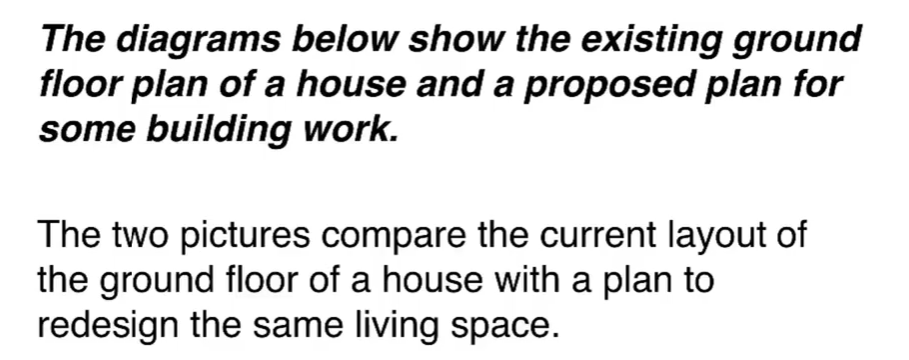 The diagrams below show the existing ground
floor plan of a house and a proposed plan for
some building work.
The two pictures compare the current layout of
the ground floor of a house with a plan to
redesign the same living space.